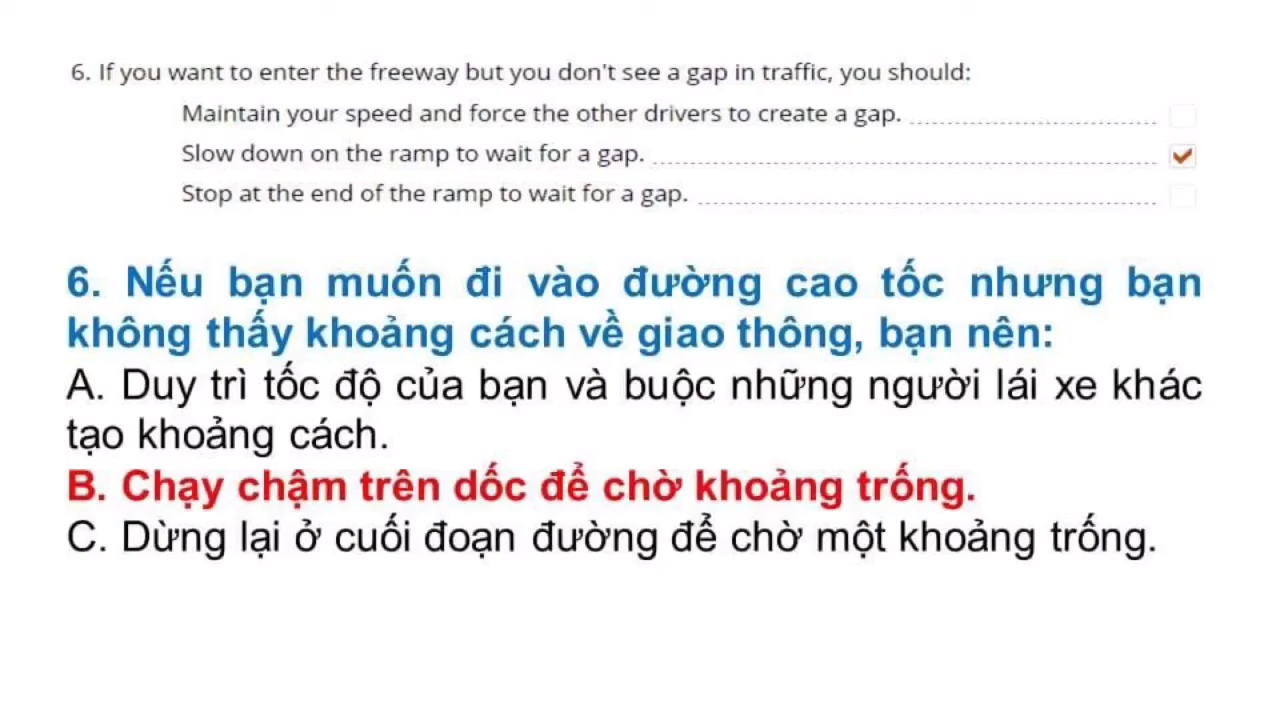 6. If you want to enter the freeway but you don't see a gap in traffic, you should:
Maintain your speed and force the other drivers to create a gap.
Slow down on the ramp to wait for a gap.
Stop at the end of the ramp to wait for a gap.
6. Nếu bạn muốn đi vào đường cao tốc nhưng bạn
không thấy khoảng cách về giao thông, bạn nên:
A. Duy trì tốc độ của bạn và buộc những người lái xe khác
tạo khoảng cách.
B. Chạy chậm trên dốc để chờ khoảng trống.
C. Dừng lại ở cuối đoạn đường để chờ một khoảng trống.